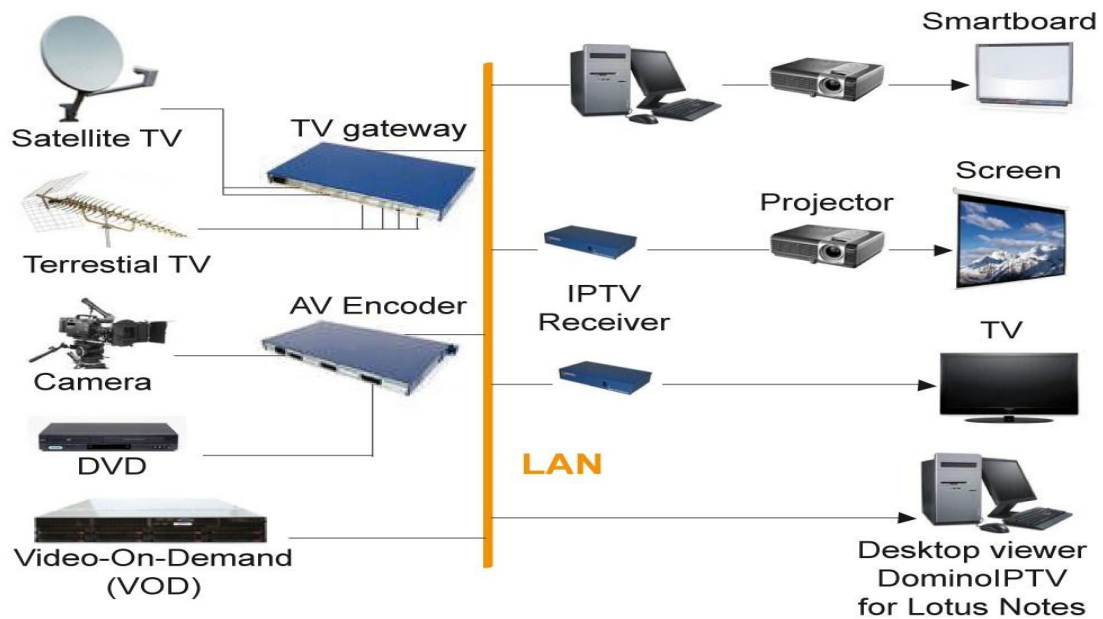 Smartboard
Satellite TV
TV gateway
Screen
Projector
Terrestial TV
AV Encoder
IPTV
Receiver
TV
Camera
LAN
DVD
Video-On-Demand
(VOD)
Desktop viewer
DominoIPTV
for Lotus Notes